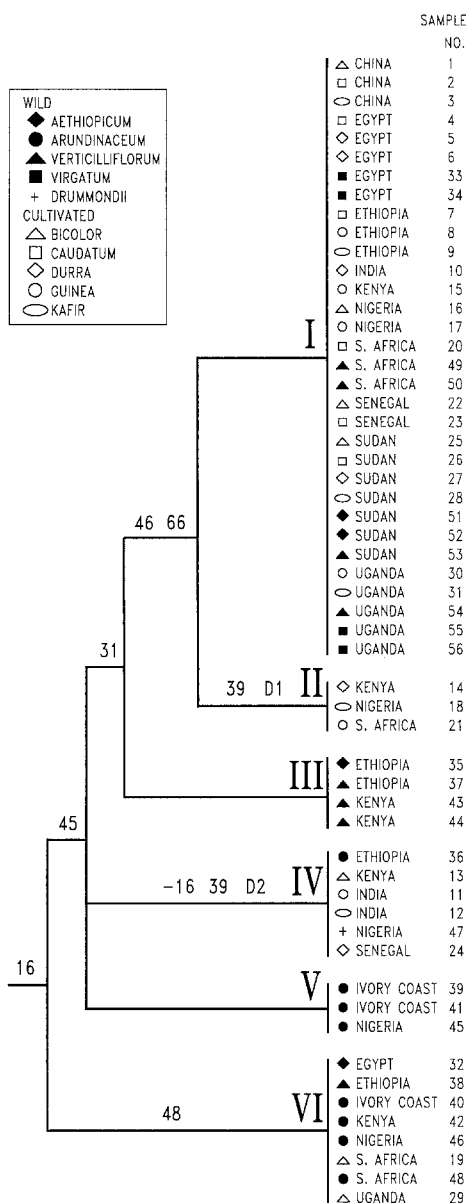 SAMPLE
NO.
WILD
AETHIOPICUM
ARUNDINACEUM
VERTICILLIFLORUM
VIRGATUM
+ DRUMMONDII
CULTIVATED
BICOLOR
CAUDATUM
DURRA
GUINEA
KAFIR
I
CHINA 1
CHINA 2
CHINA 3
EGYPT 4
EGYPT 5
EGYPT 6
EGYPT 33
EGYPT 34
ETHIOPIA 7
ETHIOPIA 8
ETHIOPIA 9
INDIA 10
KENYA 15
NIGERIA 16
NIGERIA 17
S. AFRICA 20
S. AFRICA 49
S. AFRICA 50
SENEGAL 22
SENEGAL 23
SUDAN 25
SUDAN 26
SUDAN 27
SUDAN 28
SUDAN 51
SUDAN 52
SUDAN 53
UGANDA 30
UGANDA 31
UGANDA 54
UGANDA 55
UGANDA 56
46 66
31
39 D1 II
KENYA 14
NIGERIA 18
S. AFRICA 21
III
ETHIOPIA 35
ETHIOPIA 37
KENYA 43
KENYA 44
45
-16 39 D2 IV
ETHIOPIA 36
KENYA 13
INDIA 11
INDIA 12
+ NIGERIA 47
SENEGAL 24
16
V
IVORY COAST 39
IVORY COAST 41
NIGERIA 45
48 VI
EGYPT 32
ETHIOPIA 38
IVORY COAST 40
KENYA 42
NIGERIA 46
S. AFRICA 19
S. AFRICA 48
UGANDA 29